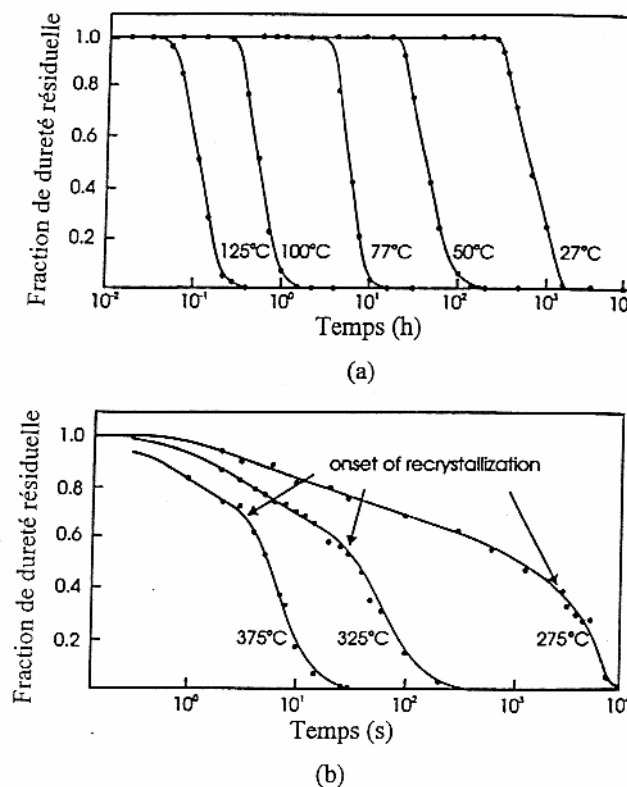 Fraction de dureté résiduelle
1.0
0.8
0.6
0.4
0.2
125°C 100°C 77°C 50°C 27°C
10⁻² 10⁻¹ 10⁰ 10¹ 10² 10³
Temps (h)
(a)
Fraction de dureté résiduelle
1.0
0.8
0.6
0.4
0.2
onset of recrystallization
375°C 325°C 275°C
10⁰ 10¹ 10² 10³
Temps (s)
(b)